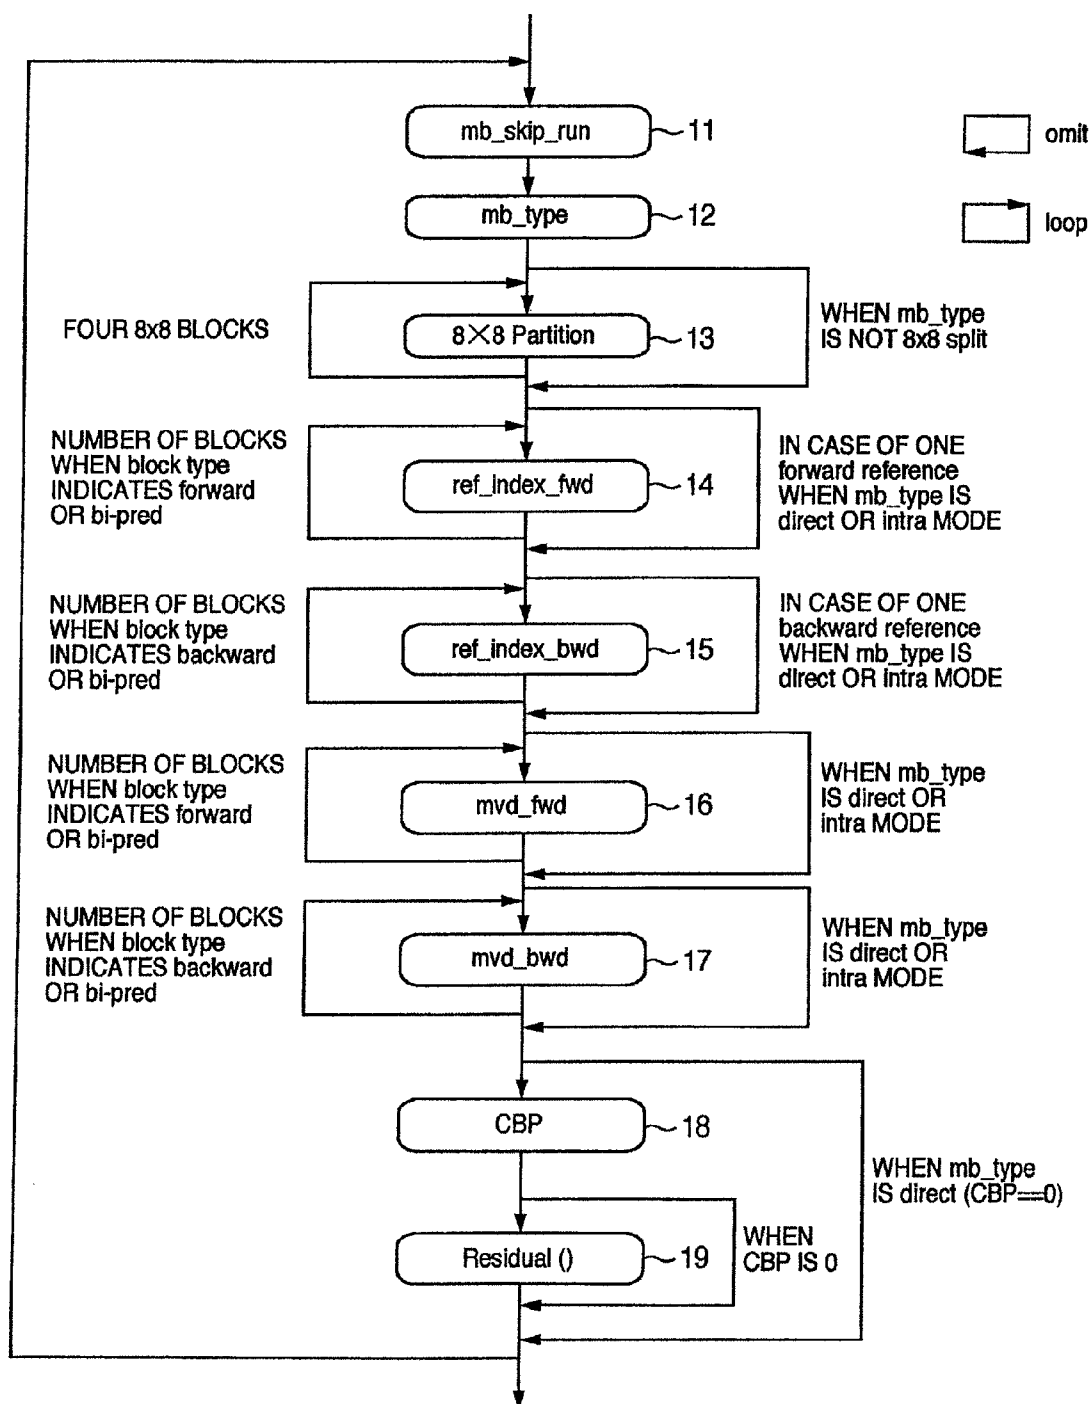 mb_skip_run
11
omit
mb_type
12
loop
FOUR 8x8 BLOCKS
8×8 Partition
13
WHEN mb_type
IS NOT 8x8 split
NUMBER OF BLOCKS
WHEN block type
INDICATES forward
OR bi-pred
ref_index_fwd
14
IN CASE OF ONE
forward reference
WHEN mb_type IS
direct OR intra MODE
NUMBER OF BLOCKS
WHEN block type
INDICATES backward
OR bi-pred
ref_index_bwd
15
IN CASE OF ONE
backward reference
WHEN mb_type IS
direct OR intra MODE
NUMBER OF BLOCKS
WHEN block type
INDICATES forward
OR bi-pred
mvd_fwd
16
WHEN mb_type
IS direct OR
intra MODE
NUMBER OF BLOCKS
WHEN block type
INDICATES backward
OR bi-pred
mvd_bwd
17
WHEN mb_type
IS direct OR
intra MODE
CBP
18
WHEN mb_type
IS direct (CBP==0)
Residual ()
19
WHEN
CBP IS 0